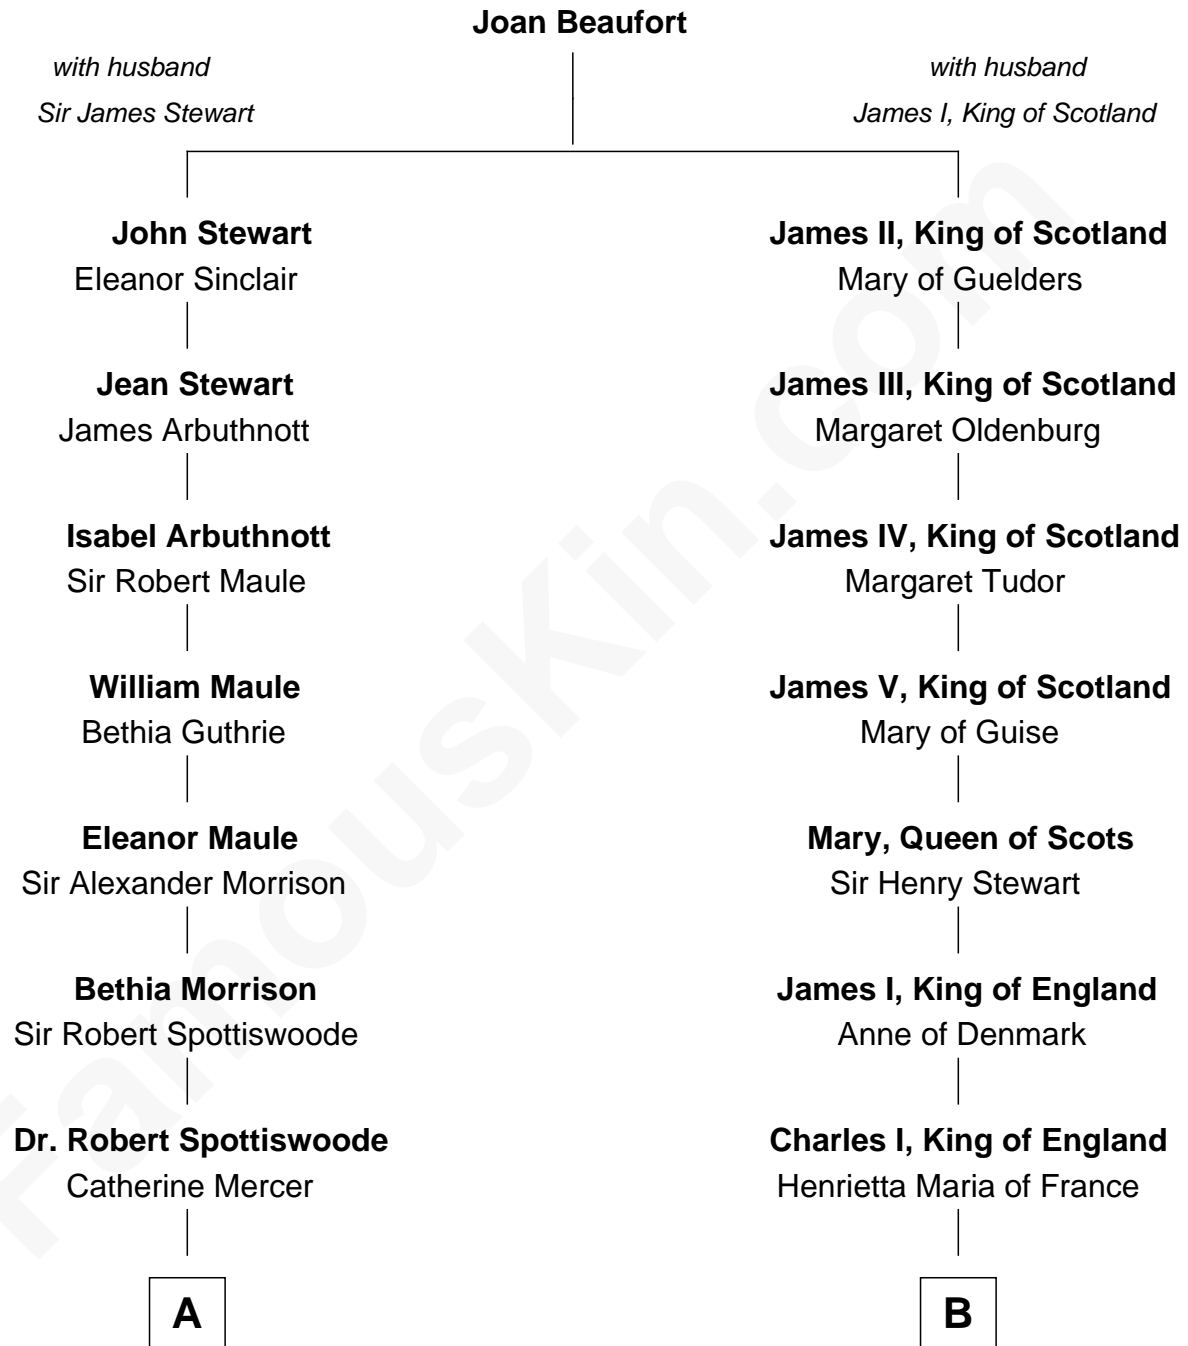 Joan Beaufort
with husband
Sir James Stewart
with husband
James I, King of Scotland
John Stewart
Eleanor Sinclair
James II, King of Scotland
Mary of Guelders
Jean Stewart
James Arbuthnott
James III, King of Scotland
Margaret Oldenburg
Isabel Arbuthnott
Sir Robert Maule
James IV, King of Scotland
Margaret Tudor
William Maule
Bethia Guthrie
James V, King of Scotland
Mary of Guise
Eleanor Maule
Sir Alexander Morrison
Mary, Queen of Scots
Sir Henry Stewart
Bethia Morrison
Sir Robert Spottiswoode
James I, King of England
Anne of Denmark
Dr. Robert Spottiswoode
Catherine Mercer
Charles I, King of England
Henrietta Maria of France
A
B
FamousKin.com